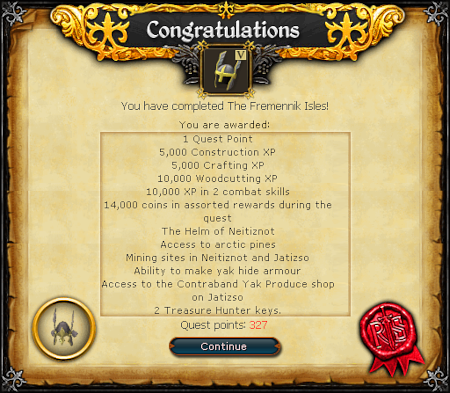 Congratulations
V
You have completed The Fremennik Isles!
You are awarded:
1 Quest Point
5,000 Construction XP
5,000 Crafting XP
10,000 Woodcutting XP
10,000 XP in 2 combat skills
14,000 coins in assorted rewards during the
quest
The Helm of Neitiznot
Access to arctic pines
Mining sites in Neitiznot and Jatizso
Ability to make yak hide armour
Access to the Contraband Yak Produce shop
on Jatizso
2 Treasure Hunter keys.
Quest points: 327
RS
Continue